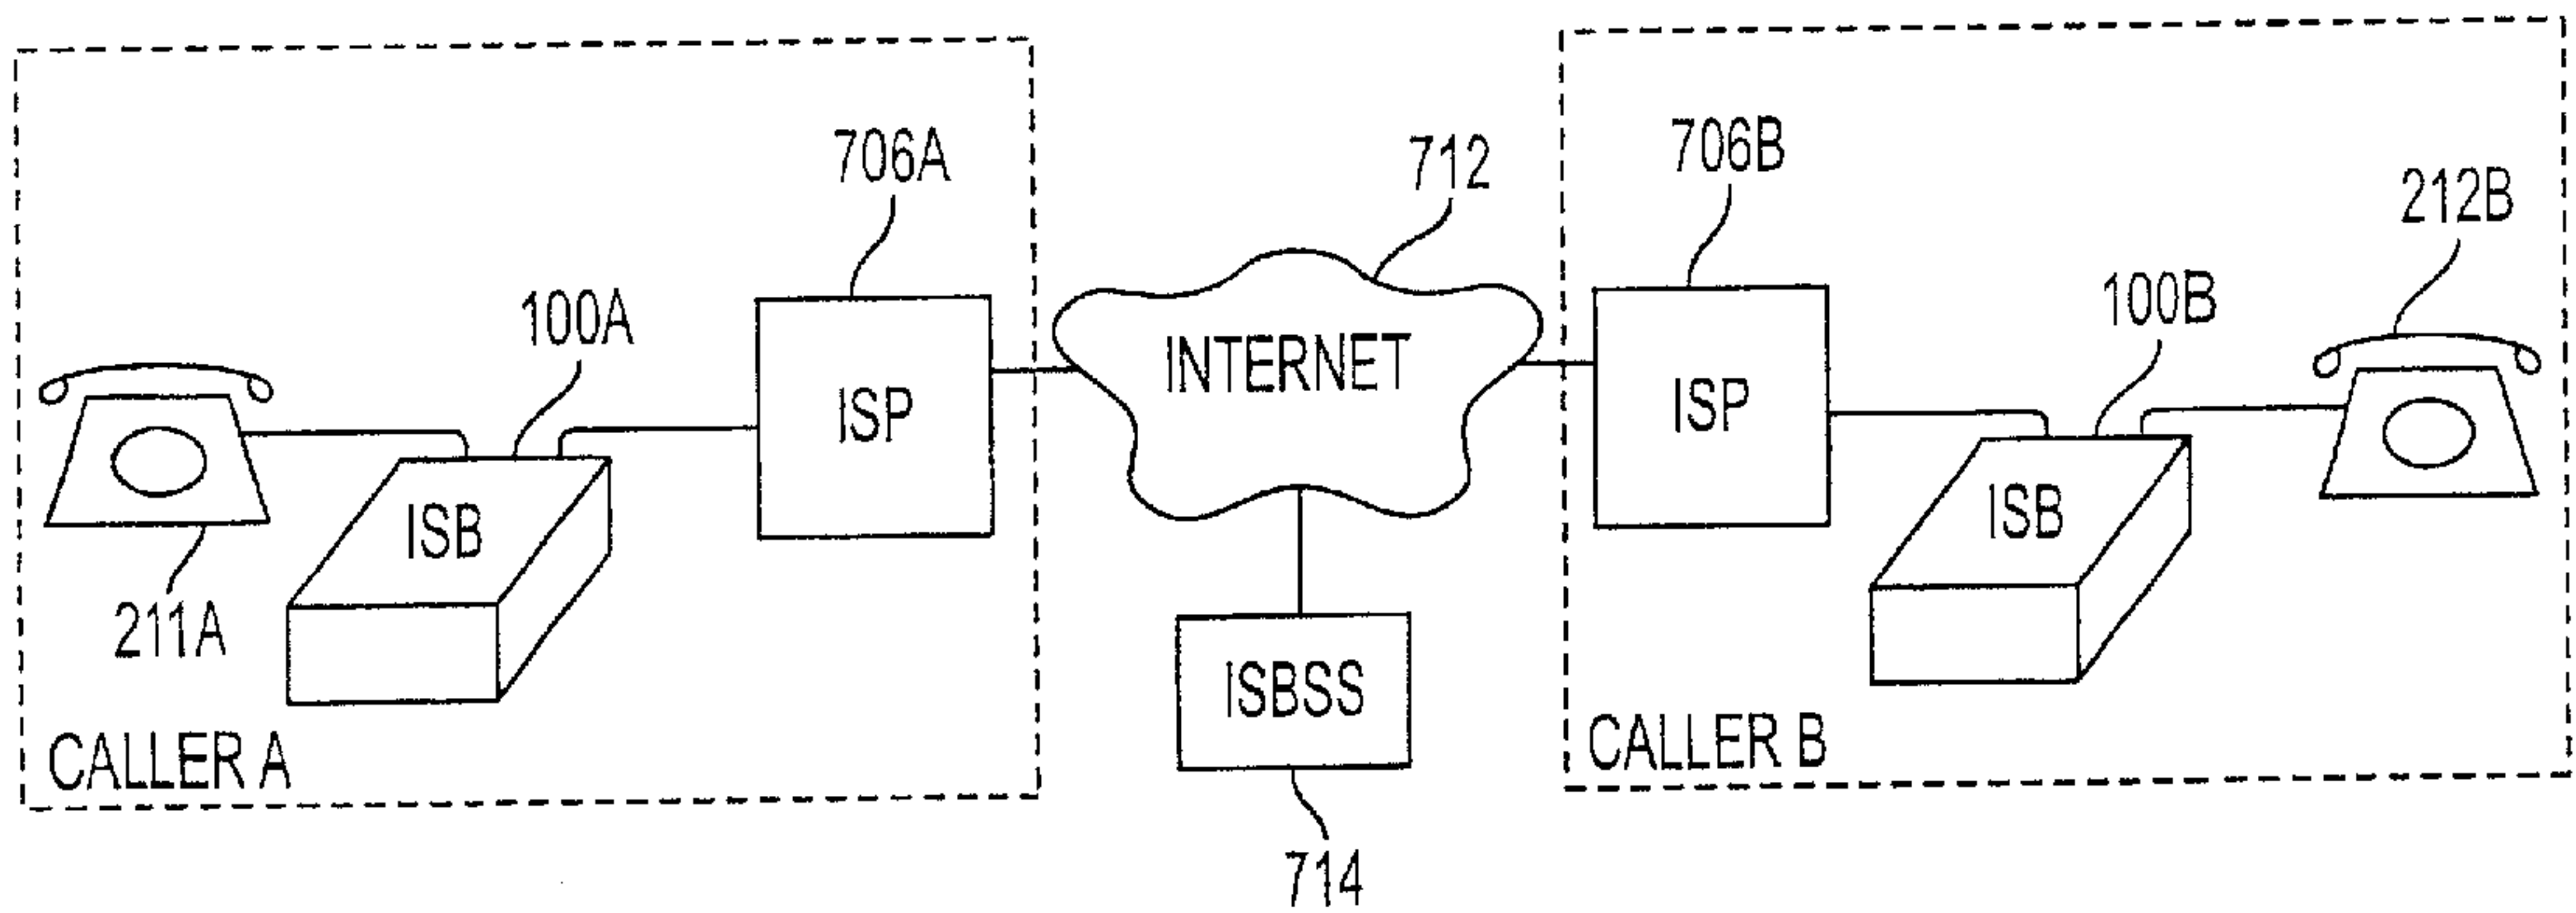 706A
712
706B
212B
100A
100B
INTERNET
ISP
ISP
ISB
ISB
211A
ISBSS
CALLER A
CALLER B
714